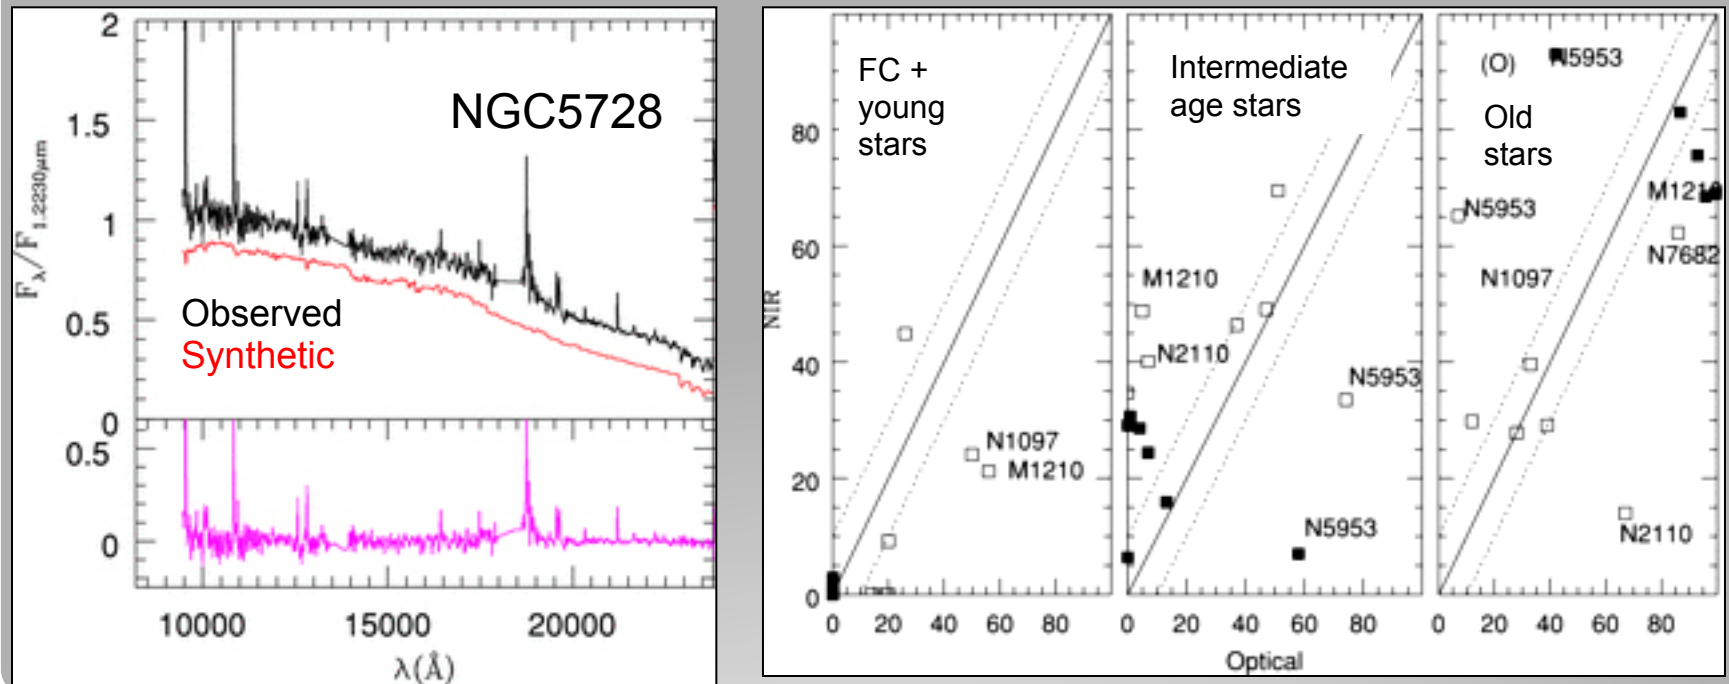 2
1.5
1
0.5
0
0.5
0
F_λ/F_1.2230μm
NGC5728
Observed
Synthetic
10000 15000 20000
λ(Å)
FC +
young
stars
N1097
M1210
Intermediate
age stars
M1210
N2110
N5953
N5953
(O)
N5953
Old
stars
M1210
N5953
N7682
N1097
N2110
80
60
40
20
0
NIR
0 20 40 60 80
0 20 40 60 80
0 20 40 60 80
Optical